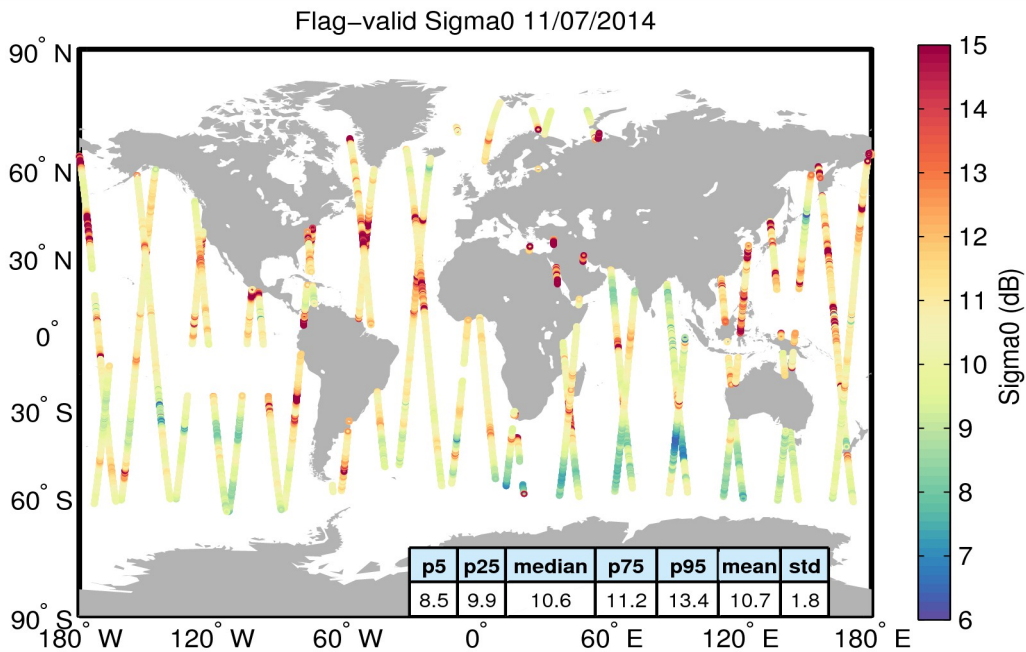 Flag−valid Sigma0 11/07/2014
90° N
60° N
30° N
0°
30° S
60° S
90° S
180° W
120° W
60° W
0°
60° E
120° E
180° E
p5 p25 median p75 p95 mean std
8.5 9.9 10.6 11.2 13.4 10.7 1.8
15
14
13
12
11
10
9
8
7
6
Sigma0 (dB)